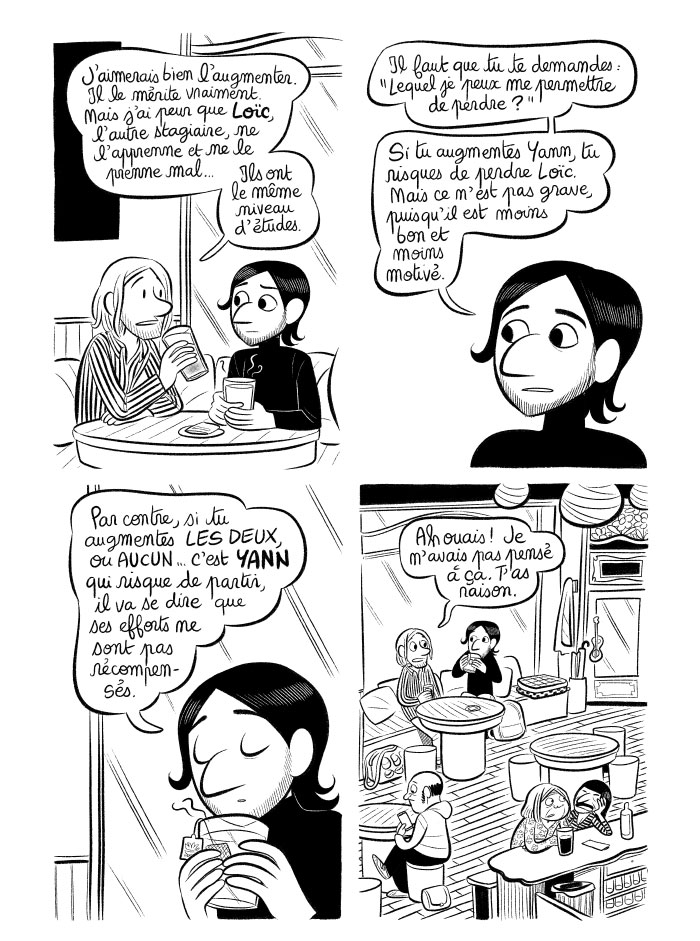 J'aimerais bien l'augmenter.
Il le mérite vraiment.
Mais j'ai peur que Loïc,
l'autre stagiaire, ne
l'apprenne et ne le
prenne mal...
Ils ont
le même
niveau
d'études.
Il faut que tu te demandes :
"Lequel je peux me permettre
de perdre ?"
Si tu augmentes Yann, tu
risques de perdre Loïc.
Mais ce n'est pas grave,
puisqu'il est moins
bon et
moins
motivé.
Par contre, si tu
augmentes LES DEUX,
ou AUCUN... c'est YANN
qui risque de partir,
il va se dire que
ses efforts ne
sont pas
récompen-
sés.
Ah ouais ! Je
m'avais pas pensé
à ça. T'as
raison.